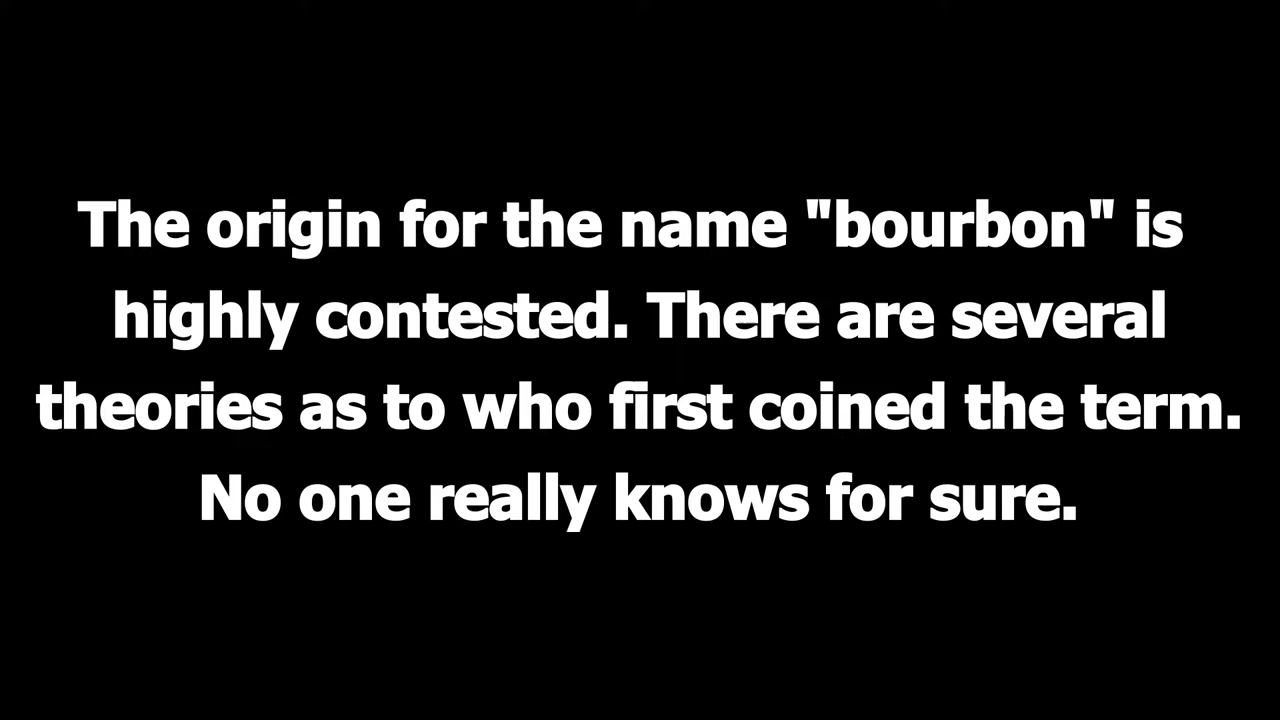 The origin for the name "bourbon" is
highly contested. There are several
theories as to who first coined the term.
No one really knows for sure.